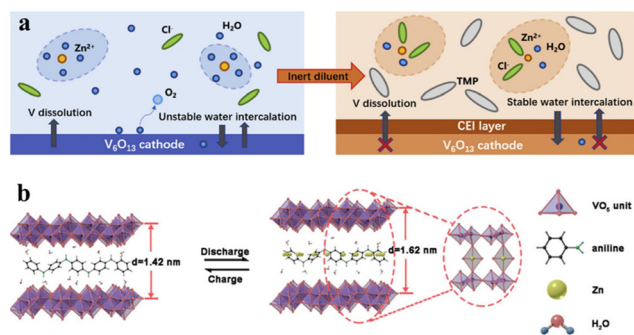 a
Zn²⁺
Cl⁻
H₂O
O₂
V dissolution
Unstable water intercalation
V₆O₁₃ cathode
Inert diluent
Zn²⁺
H₂O
Cl⁻
TMP
V dissolution
Stable water intercalation
CEI layer
V₆O₁₃ cathode
b
d=1.42 nm
Discharge
Charge
d=1.62 nm
VO₅ unit
aniline
Zn
H₂O